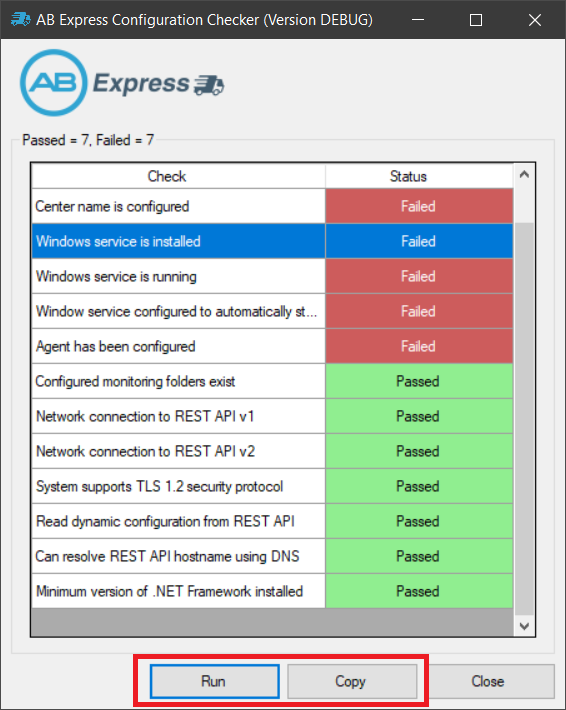 AB Express Configuration Checker (Version DEBUG)
AB Express
Passed = 7, Failed = 7
Check Status
Center name is configured Failed
Windows service is installed Failed
Windows service is running Failed
Window service configured to automatically st... Failed
Agent has been configured Failed
Configured monitoring folders exist Passed
Network connection to REST API v1 Passed
Network connection to REST API v2 Passed
System supports TLS 1.2 security protocol Passed
Read dynamic configuration from REST API Passed
Can resolve REST API hostname using DNS Passed
Minimum version of .NET Framework installed Passed
Run Copy Close